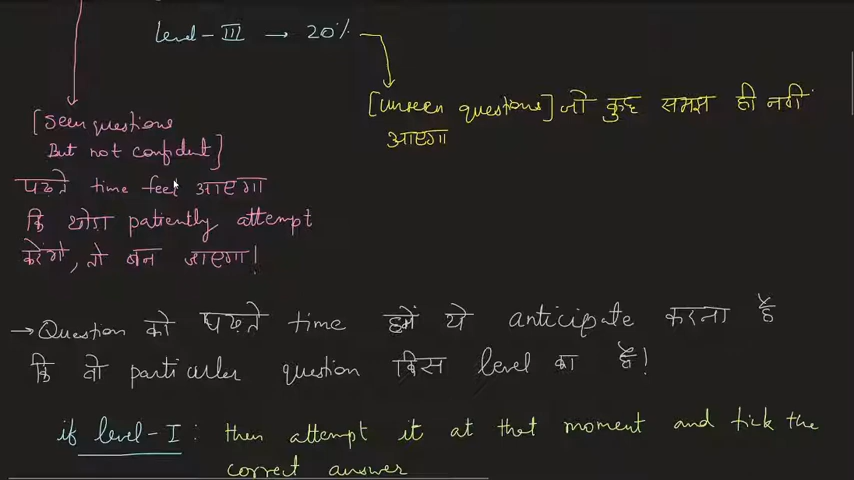 Level-III → 20%
[unseen questions] जो कुछ समझ ही नहीं
आएगा
[Seen questions
But not confident]
पढ़ते time feel आएगा
कि थोड़ा patiently attempt
करेंगे, तो बन जाएगा!
→ Question को पढ़ते time हमें ये anticipate करना है
कि वो particular question किस level का है!
if level-I : then attempt it at that moment and tick the
correct answer